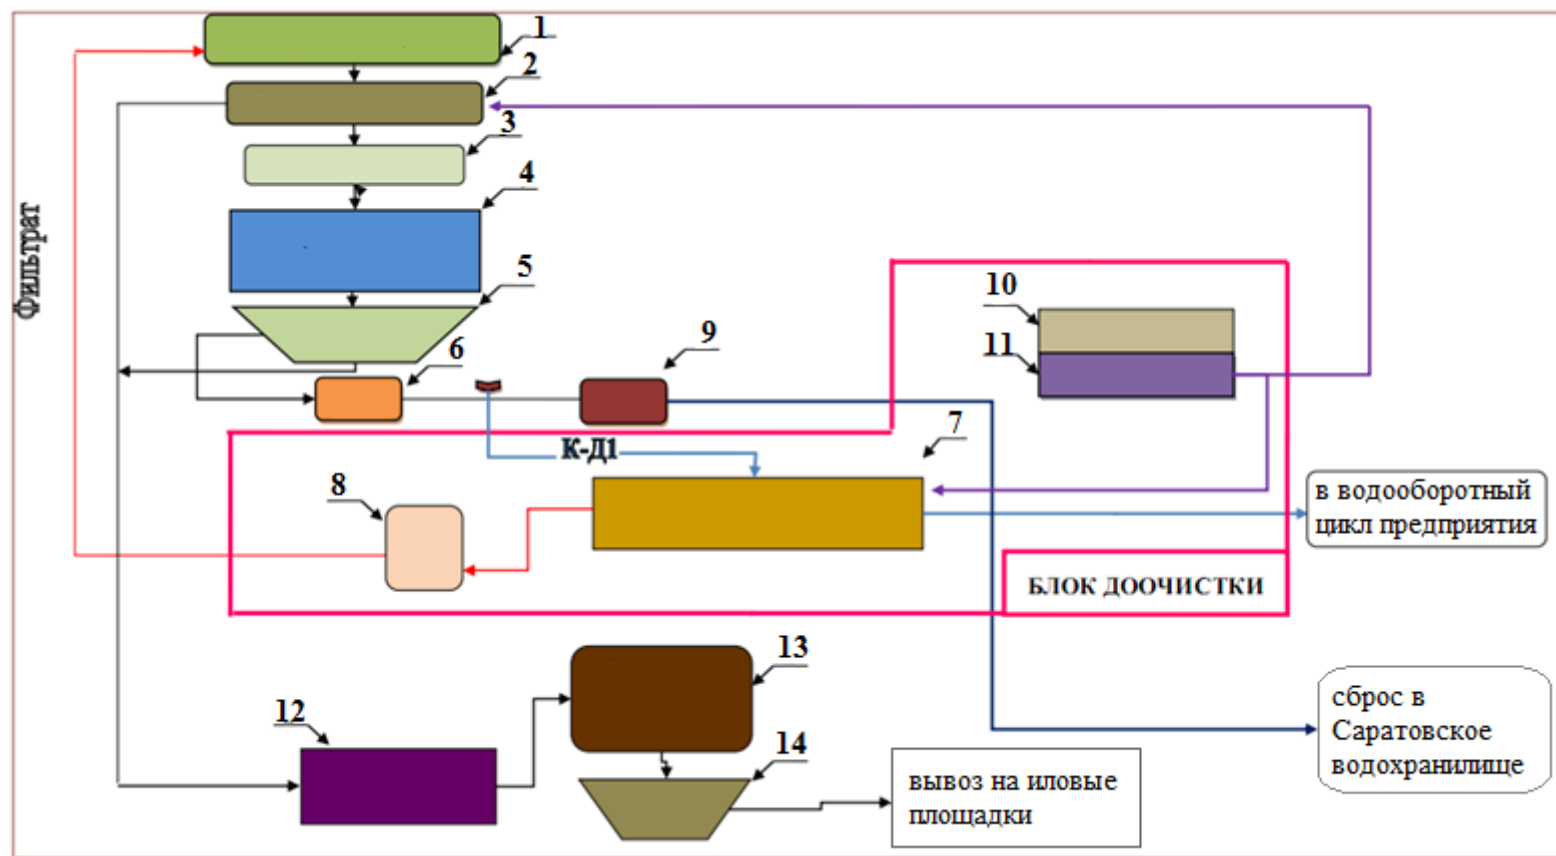 1
2
3
4
5
6
9
10
11
7
8
К-Д1
Фильтрат
в водооборотный
цикл предприятия
БЛОК ДООЧИСТКИ
13
12
14
сброс в
Саратовское
водохранилище
вывоз на иловые
площадки